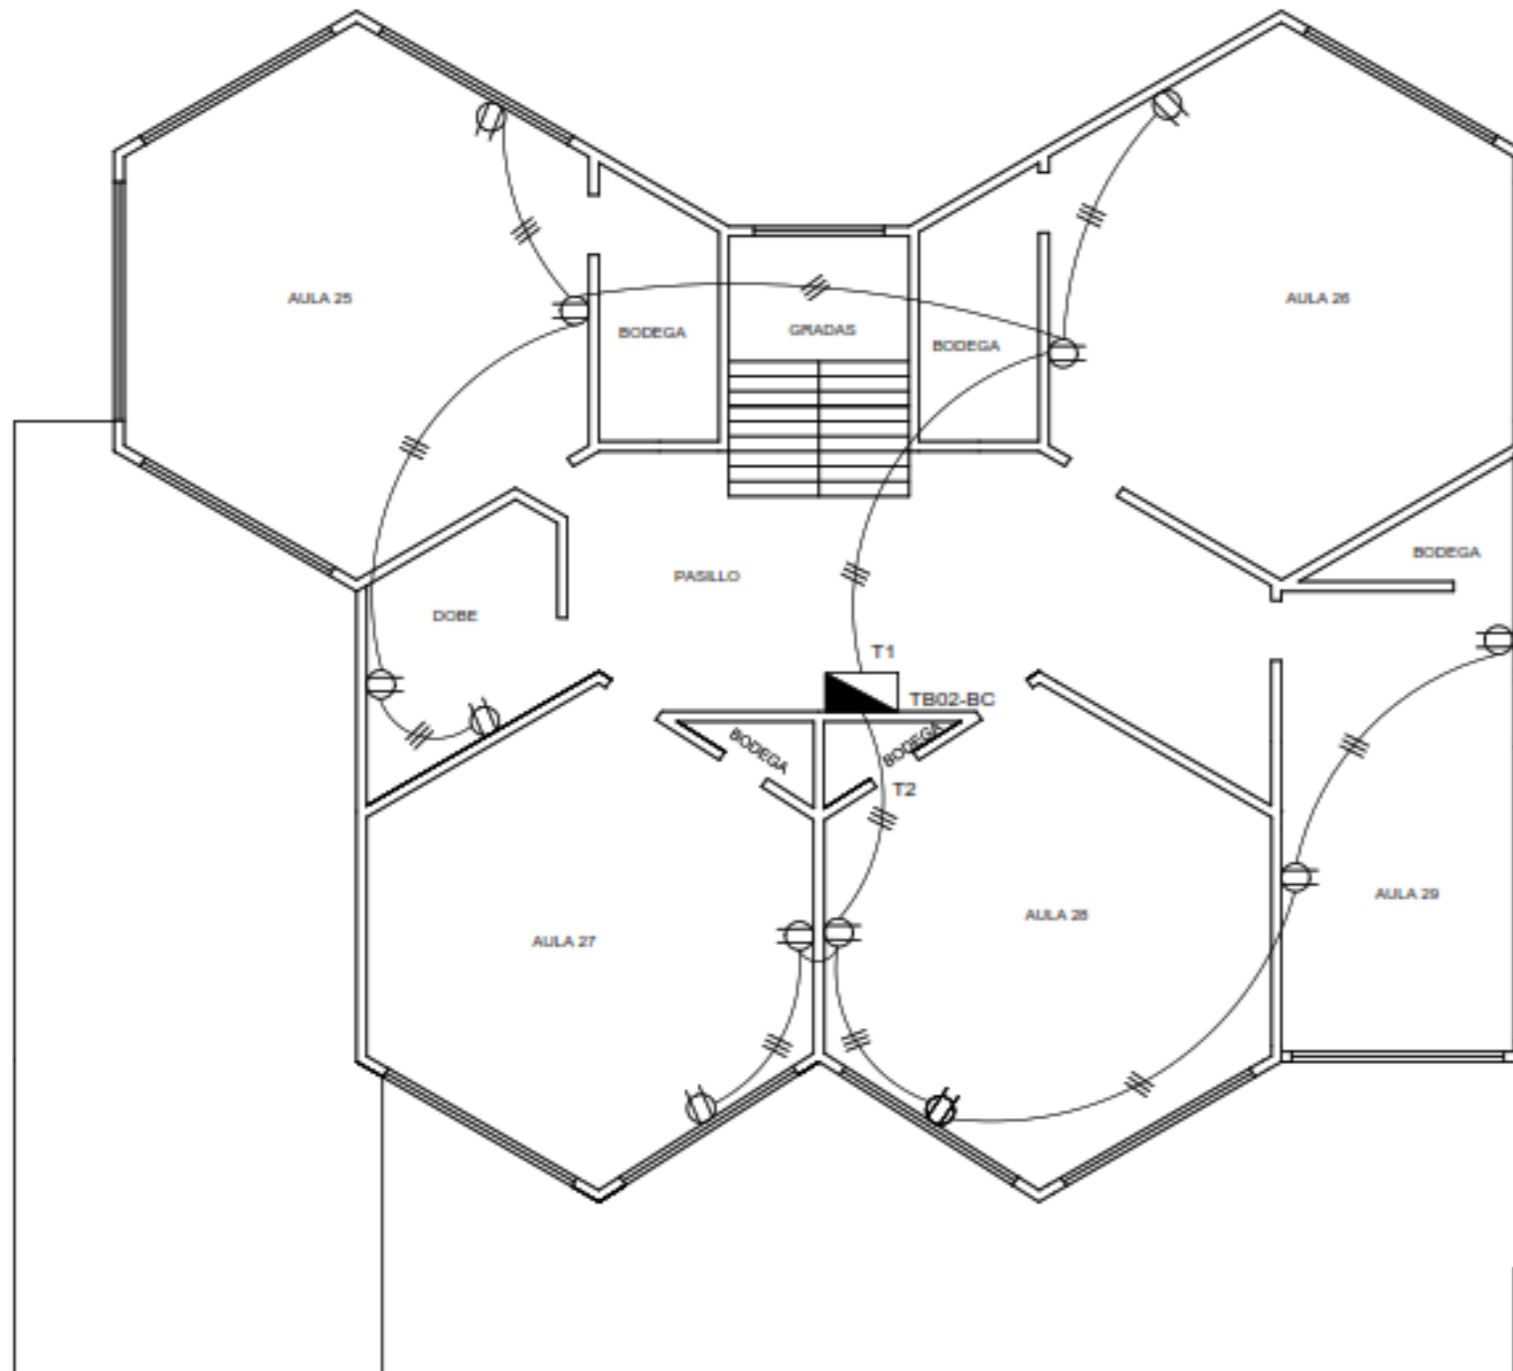 AULA 25
AULA 26
BODEGA
GRADAS
BODEGA
BODEGA
PASILLO
DOBE
T1
TB02-BC
BODEGA
BODEGA
T2
AULA 29
AULA 28
AULA 27